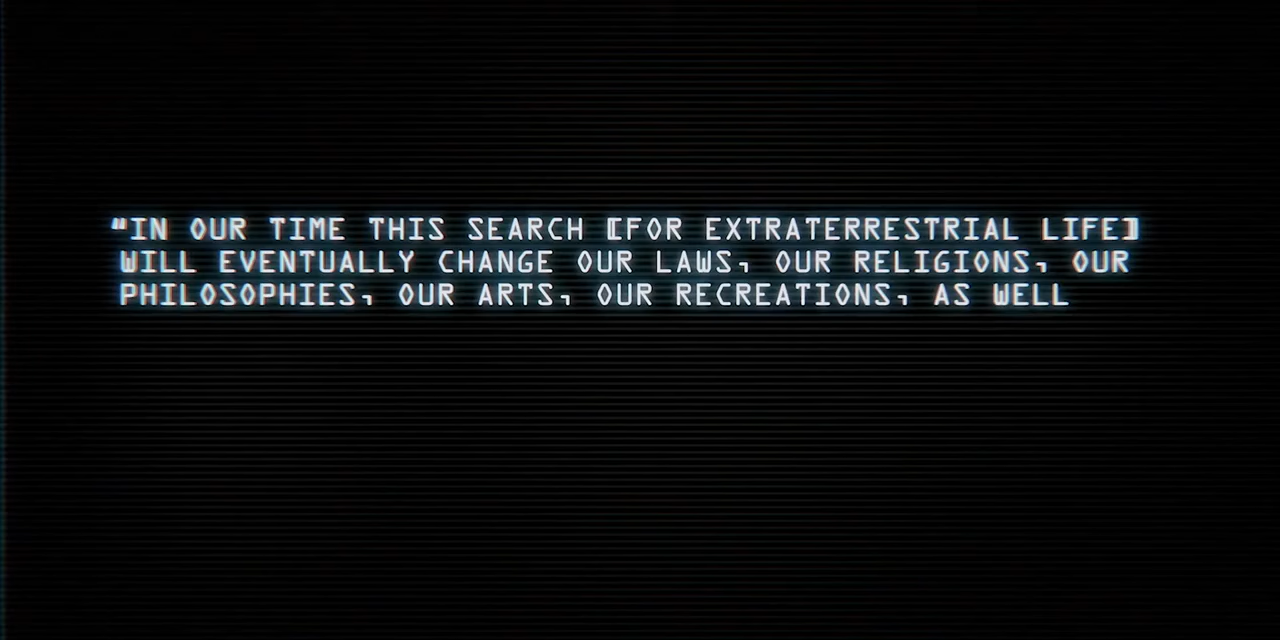 “IN OUR TIME THIS SEARCH [FOR EXTRATERRESTRIAL LIFE]
WILL EVENTUALLY CHANGE OUR LAWS, OUR RELIGIONS, OUR
PHILOSOPHIES, OUR ARTS, OUR RECREATIONS, AS WELL